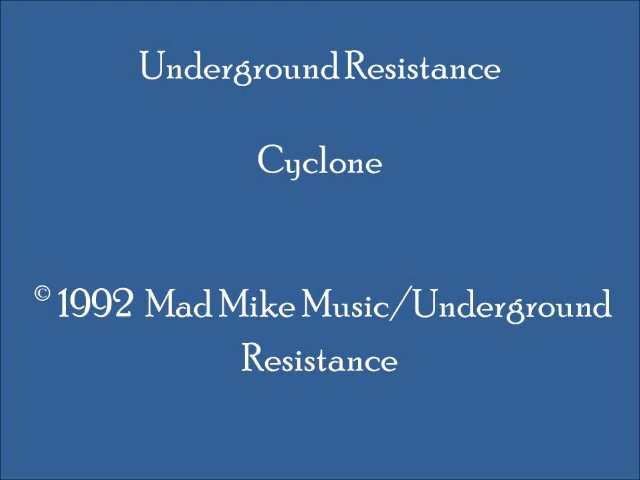 Underground Resistance
Cyclone
© 1992 Mad Mike Music/Underground
Resistance